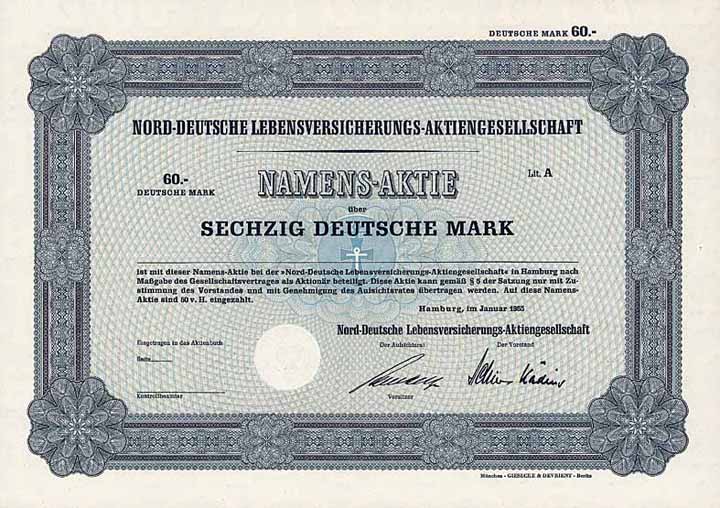 DEUTSCHE MARK 60.-
NORD-DEUTSCHE LEBENSVERSICHERUNGS-AKTIENGESELLSCHAFT
60.-
DEUTSCHE MARK
NAMENS-AKTIE
Lit. A
über
SECHZIG DEUTSCHE MARK
ist mit dieser Namens-Aktie bei der »Nord-Deutsche Lebensversicherungs-Aktiengesellschaft« in Hamburg nach
Maßgabe des Gesellschaftsvertrages als Aktionär beteiligt. Diese Aktie kann gemäß § 5 der Satzung nur mit Zu-
stimmung des Vorstandes und mit Genehmigung des Aufsichtsrates übertragen werden. Auf diese Namens-
Aktie sind 50 v. H. eingezahlt.
Hamburg, im Januar 1955
Nord-Deutsche Lebensversicherungs-Aktiengesellschaft
Eingetragen in das Aktienbuch
Der Aufsichtsrat
Der Vorstand
Seite
Kontrollbeamter
Vorsitzer
München - GIESECKE & DEVRIENT - Berlin